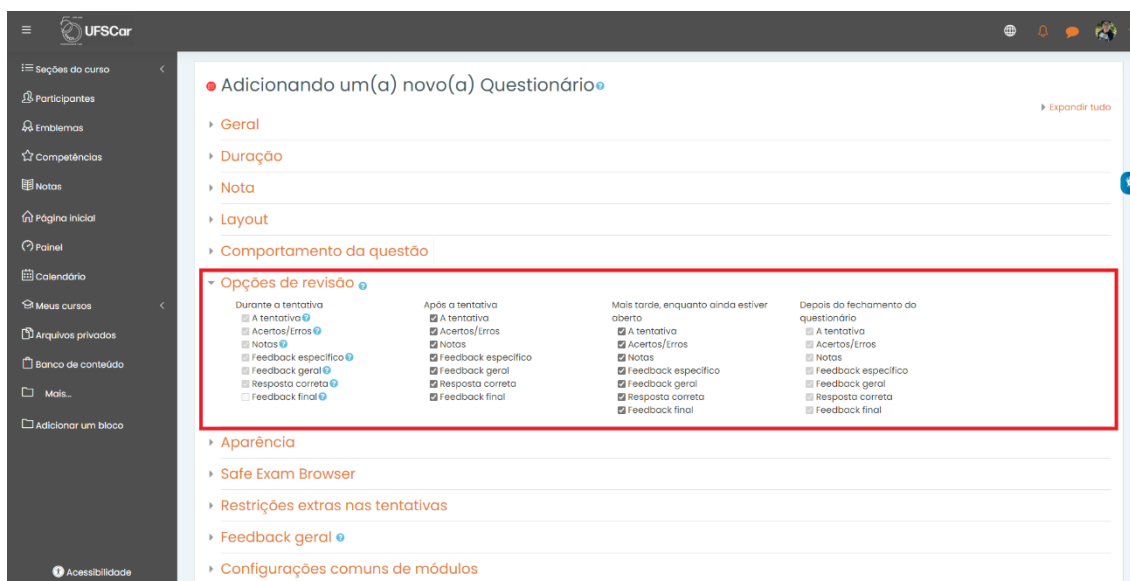 UFSCar
Seções do curso
Participantes
Emblemas
Competências
Notas
Página inicial
Painel
Calendário
Meus cursos
Arquivos privados
Banco de conteúdo
Mais...
Adicionar um bloco
Acessibilidade
Adicionando um(a) novo(a) Questionário
Expandir tudo
Geral
Duração
Nota
Layout
Comportamento da questão
Opções de revisão
Durante a tentativa
A tentativa
Acertos/Erros
Notas
Feedback específico
Feedback geral
Resposta correta
Feedback final
Após a tentativa
A tentativa
Acertos/Erros
Notas
Feedback específico
Feedback geral
Resposta correta
Feedback final
Mais tarde, enquanto ainda estiver
aberto
A tentativa
Acertos/Erros
Notas
Feedback específico
Feedback geral
Resposta correta
Feedback final
Depois do fechamento do
questionário
A tentativa
Acertos/Erros
Notas
Feedback específico
Feedback geral
Resposta correta
Feedback final
Aparência
Safe Exam Browser
Restrições extras nas tentativas
Feedback geral
Configurações comuns de módulos